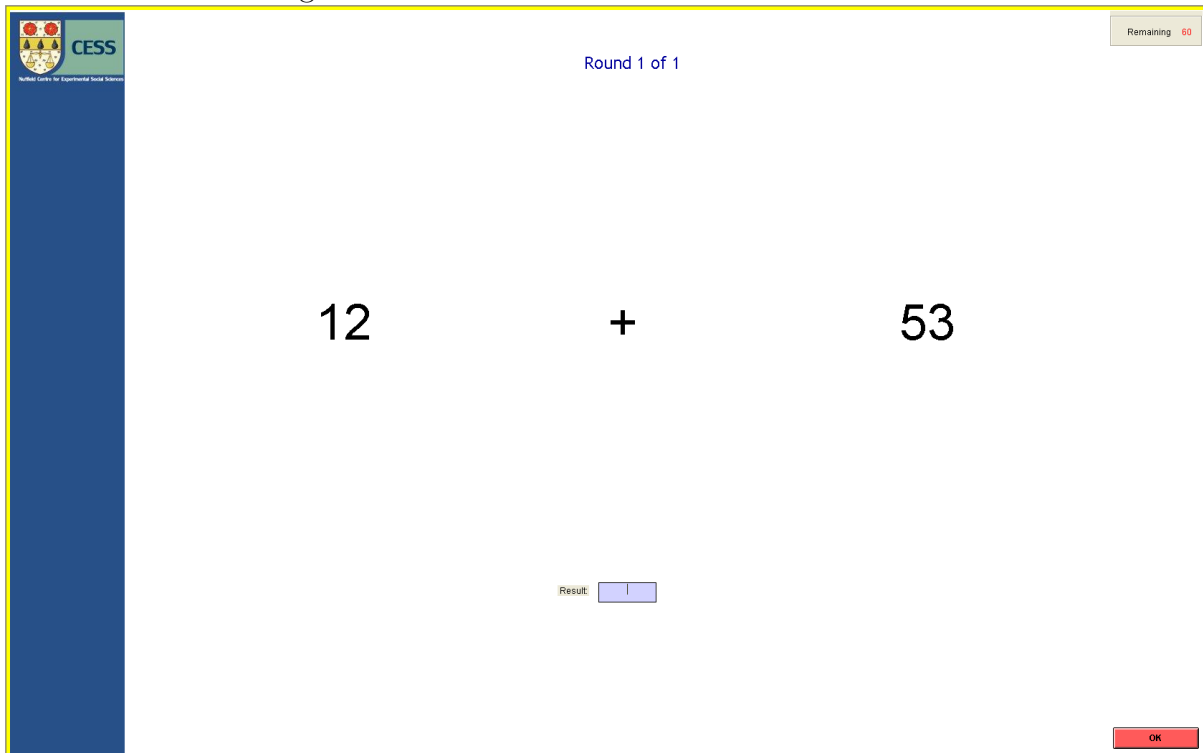 CESS
Nuffield Centre for Experimental Social Sciences
Remaining 60
Round 1 of 1
12 + 53
Result:
OK